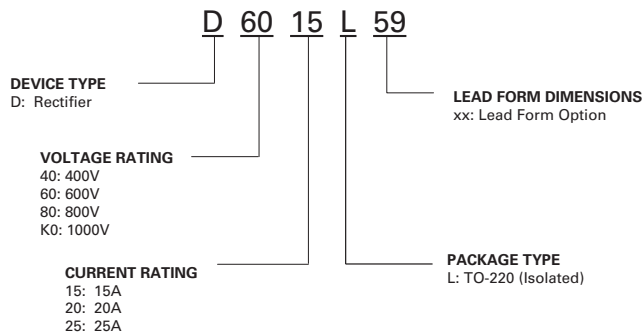 D 60 15 L 59
DEVICE TYPE
D: Rectifier
LEAD FORM DIMENSIONS
xx: Lead Form Option
VOLTAGE RATING
40: 400V
60: 600V
80: 800V
K0: 1000V
PACKAGE TYPE
L: TO-220 (Isolated)
CURRENT RATING
15: 15A
20: 20A
25: 25A